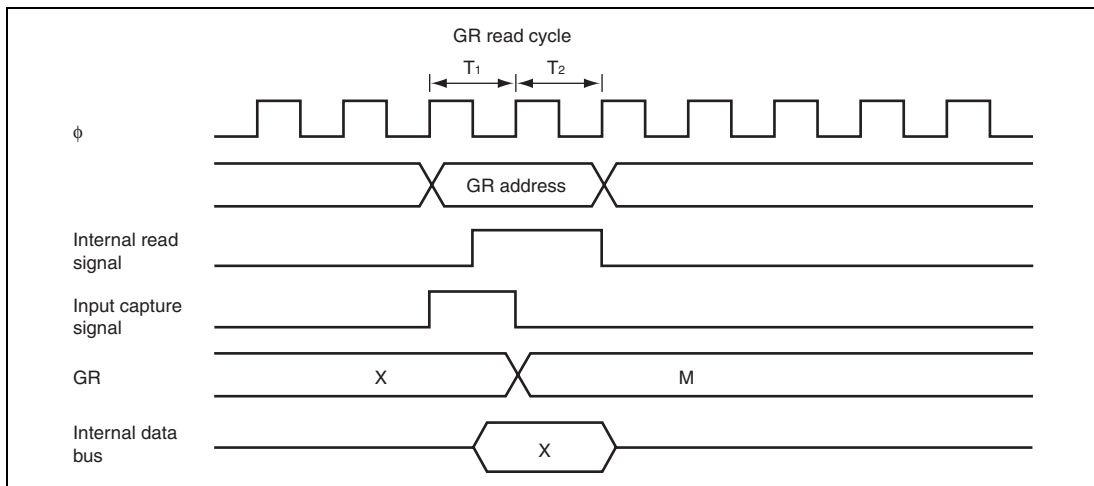 GR read cycle
T1 T2
φ
GR address
Internal read
signal
Input capture
signal
GR X M
Internal data
bus
X